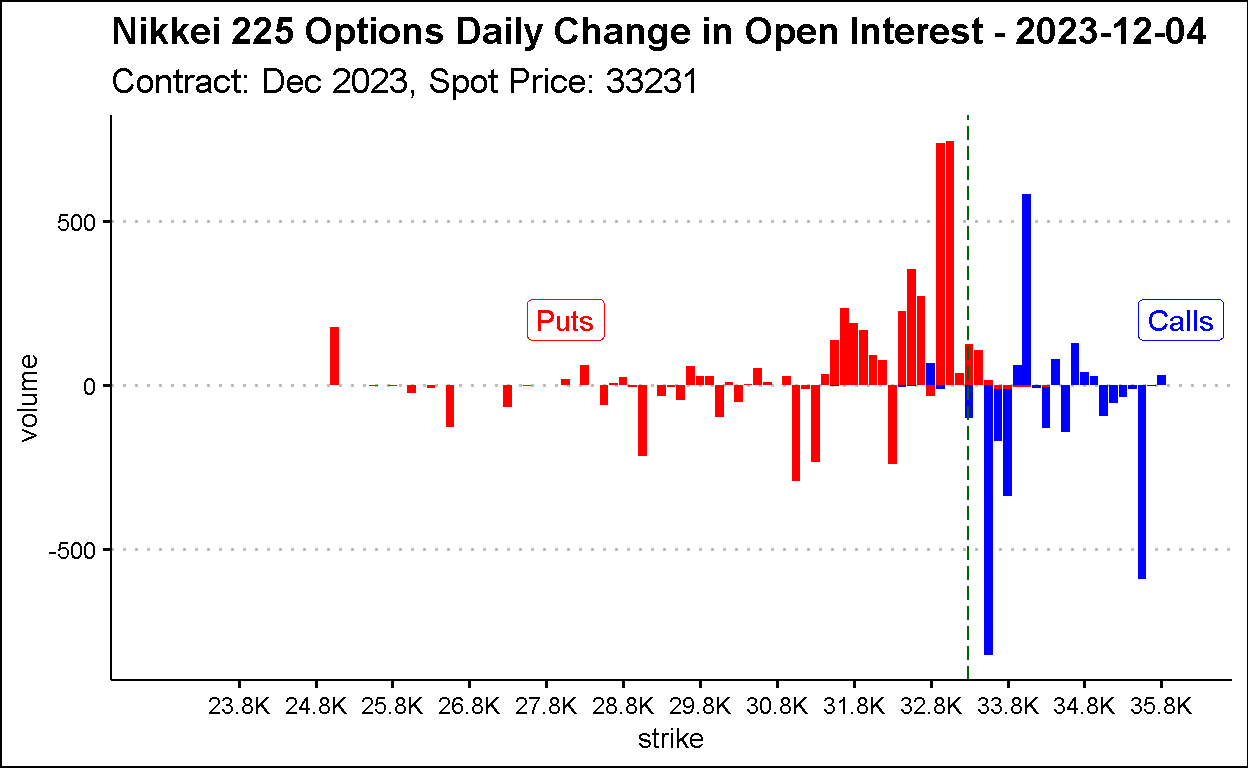 Nikkei 225 Options Daily Change in Open Interest - 2023-12-04
Contract: Dec 2023, Spot Price: 33231
500
Puts
Calls
volume
0
-500
23.8K 24.8K 25.8K 26.8K 27.8K 28.8K 29.8K 30.8K 31.8K 32.8K 33.8K 34.8K 35.8K
strike